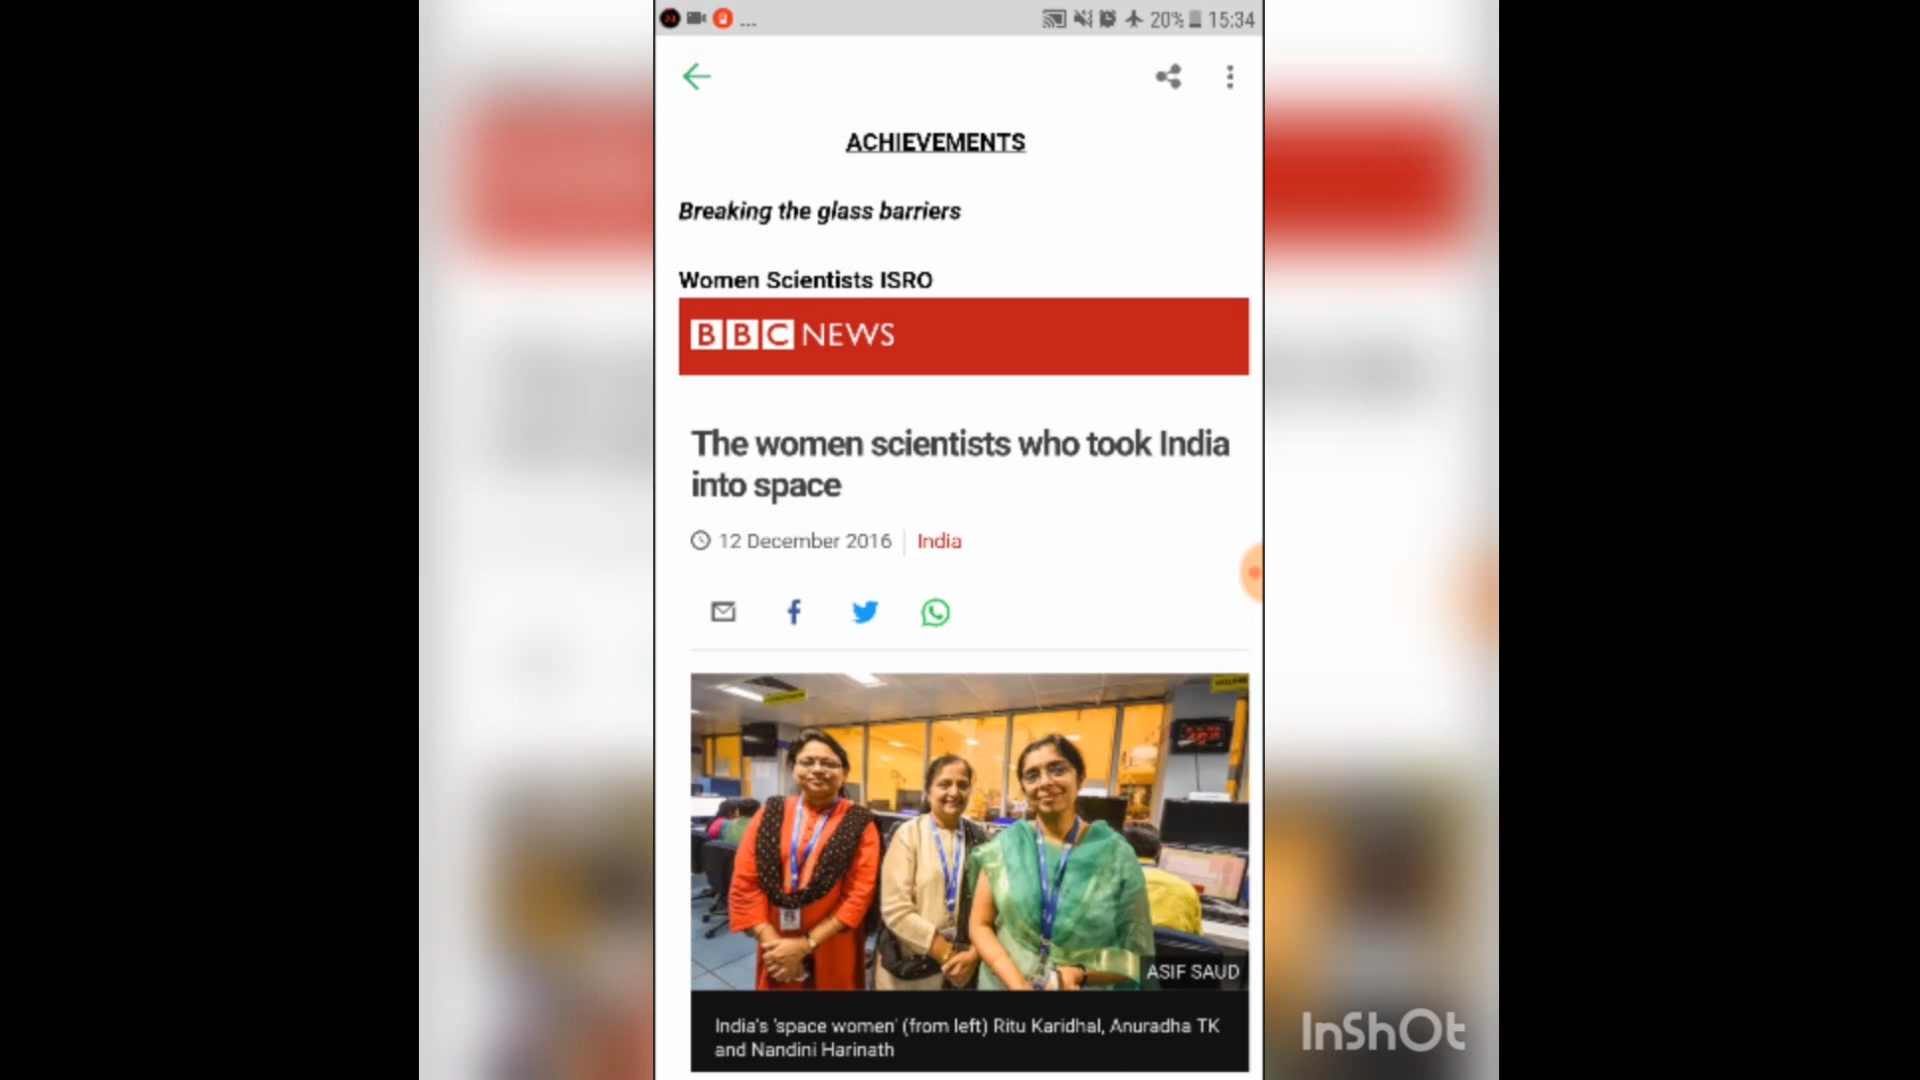 ... 20% 15:34
ACHIEVEMENTS
Breaking the glass barriers
Women Scientists ISRO
BBC NEWS
The women scientists who took India
into space
12 December 2016 India
ASIF SAUD
India's 'space women' (from left) Ritu Karidhal, Anuradha TK
and Nandini Harinath
InShOt